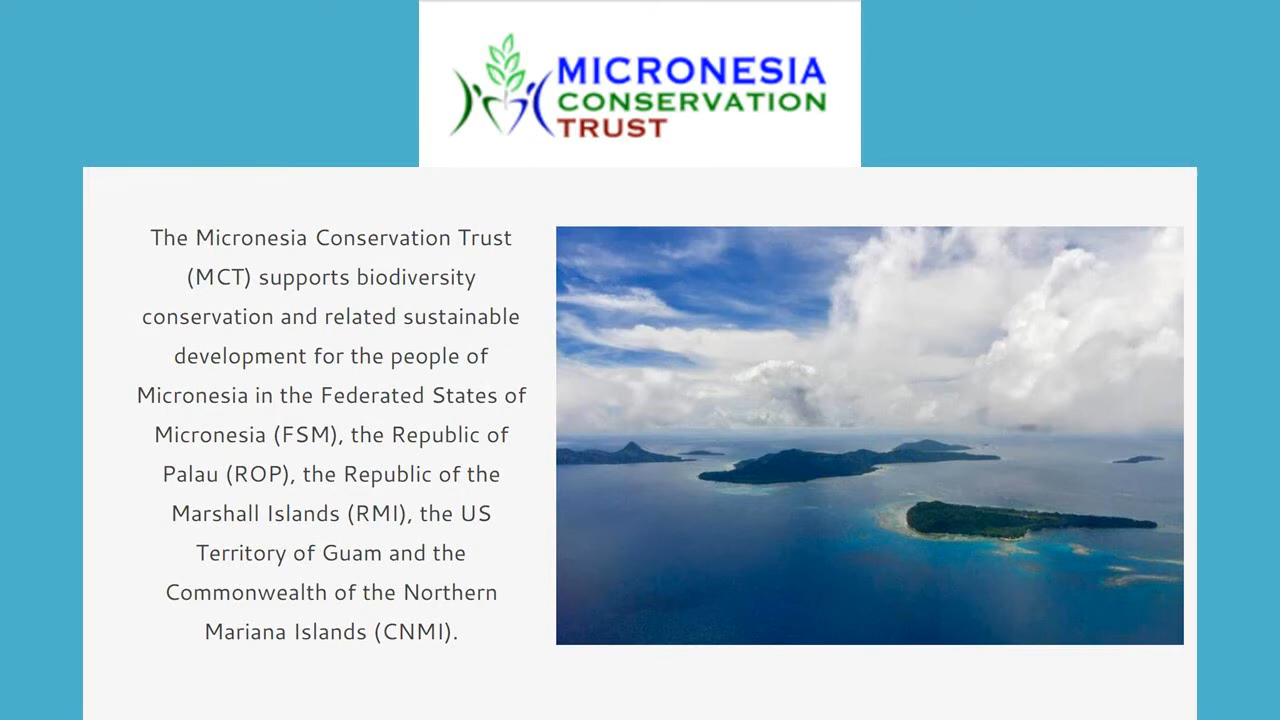 MICRONESIA
CONSERVATION
TRUST
The Micronesia Conservation Trust
(MCT) supports biodiversity
conservation and related sustainable
development for the people of
Micronesia in the Federated States of
Micronesia (FSM), the Republic of
Palau (ROP), the Republic of the
Marshall Islands (RMI), the US
Territory of Guam and the
Commonwealth of the Northern
Mariana Islands (CNMI).